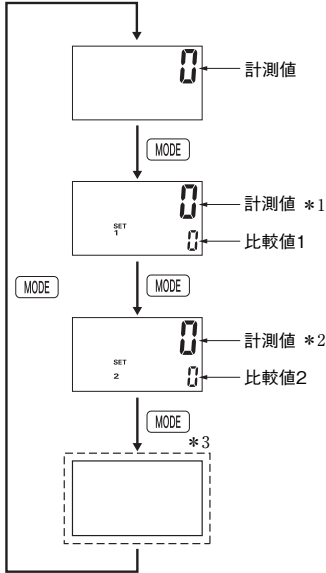 0 計測値
MODE
0 計測値 *1
SET
1
0 比較値1
MODE
MODE
0 計測値 *2
SET
2
0 比較値2
MODE
*3